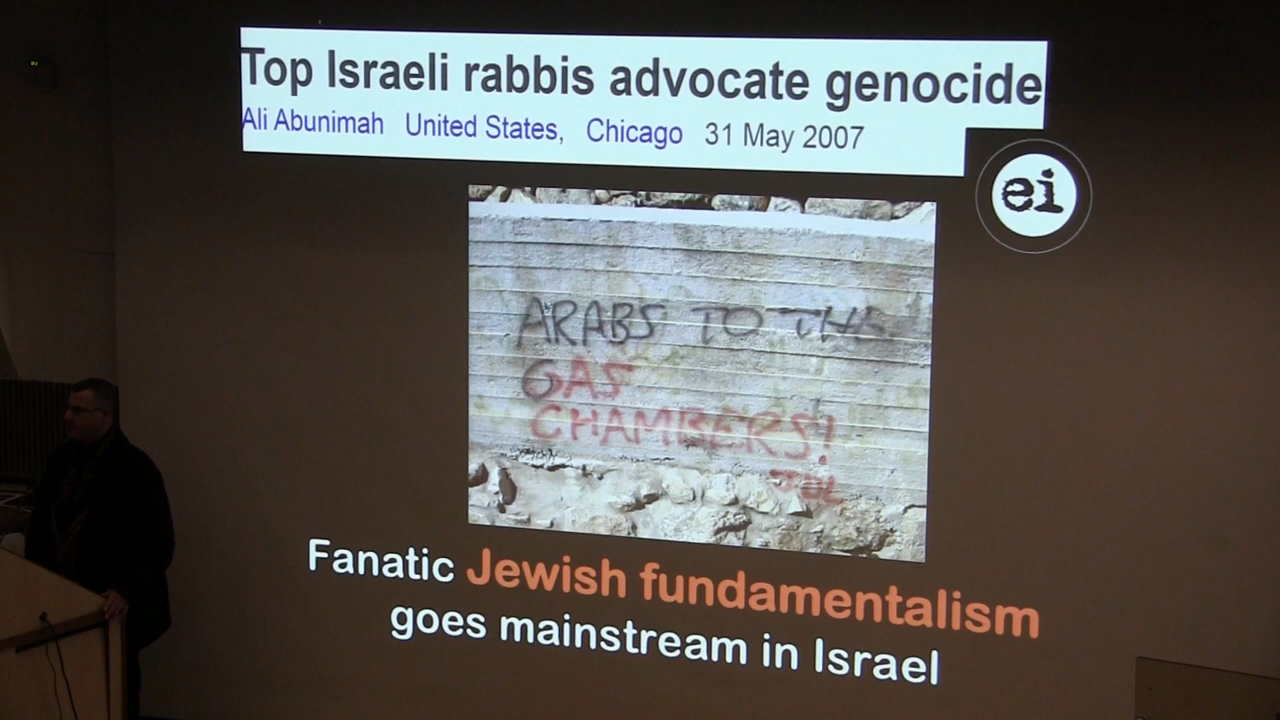 Top Israeli rabbis advocate genocide
Ali Abunimah United States, Chicago 31 May 2007
ei
ARABS TO THE
GAS
CHAMBERS!
JDL
Fanatic Jewish fundamentalism
goes mainstream in Israel